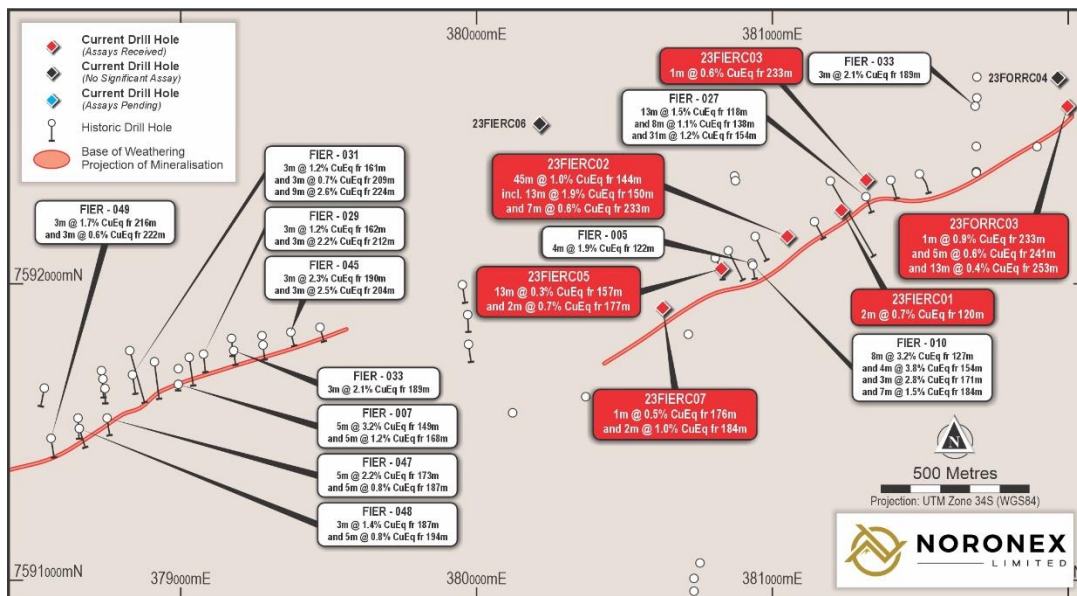 Current Drill Hole
(Assays Received)
Current Drill Hole
(No Significant Assay)
Current Drill Hole
(Assays Pending)
Historic Drill Hole
Base of Weathering
Projection of Mineralisation
380000mE
381000mE
23FIERC03
1m @ 0.6% CuEq fr 233m
FIER - 033
3m @ 2.1% CuEq fr 189m
23FORRC04
FIER - 027
13m @ 1.5% CuEq fr 118m
and 8m @ 1.1% CuEq fr 138m
and 31m @ 1.2% CuEq fr 154m
23FIERC06
FIER - 031
3m @ 1.2% CuEq fr 161m
and 3m @ 0.7% CuEq fr 209m
and 9m @ 2.6% CuEq fr 224m
23FIERC02
45m @ 1.0% CuEq fr 144m
incl. 13m @ 1.9% CuEq fr 150m
and 7m @ 0.6% CuEq fr 233m
FIER - 049
3m @ 1.7% CuEq fr 216m
and 3m @ 0.6% CuEq fr 222m
FIER - 029
3m @ 1.2% CuEq fr 162m
and 3m @ 2.2% CuEq fr 212m
FIER - 005
4m @ 1.9% CuEq fr 122m
23FORRC03
1m @ 0.9% CuEq fr 233m
and 5m @ 0.6% CuEq fr 241m
and 13m @ 0.4% CuEq fr 253m
7592000mN
FIER - 045
3m @ 2.3% CuEq fr 190m
and 3m @ 2.5% CuEq fr 204m
23FIERC05
13m @ 0.3% CuEq fr 157m
and 2m @ 0.7% CuEq fr 177m
23FIERC01
2m @ 0.7% CuEq fr 120m
FIER - 010
8m @ 3.2% CuEq fr 127m
and 4m @ 3.8% CuEq fr 154m
and 3m @ 2.8% CuEq fr 171m
and 7m @ 1.5% CuEq fr 184m
FIER - 033
3m @ 2.1% CuEq fr 189m
23FIERC07
1m @ 0.5% CuEq fr 176m
and 2m @ 1.0% CuEq fr 184m
FIER - 007
5m @ 3.2% CuEq fr 149m
and 5m @ 1.2% CuEq fr 168m
FIER - 047
5m @ 2.2% CuEq fr 173m
and 5m @ 0.8% CuEq fr 187m
FIER - 048
3m @ 1.4% CuEq fr 187m
and 5m @ 0.8% CuEq fr 194m
N
500 Metres
Projection: UTM Zone 34S (WGS84)
NORONEX
LIMITED
7591000mN
379000mE
380000mE
381000mE